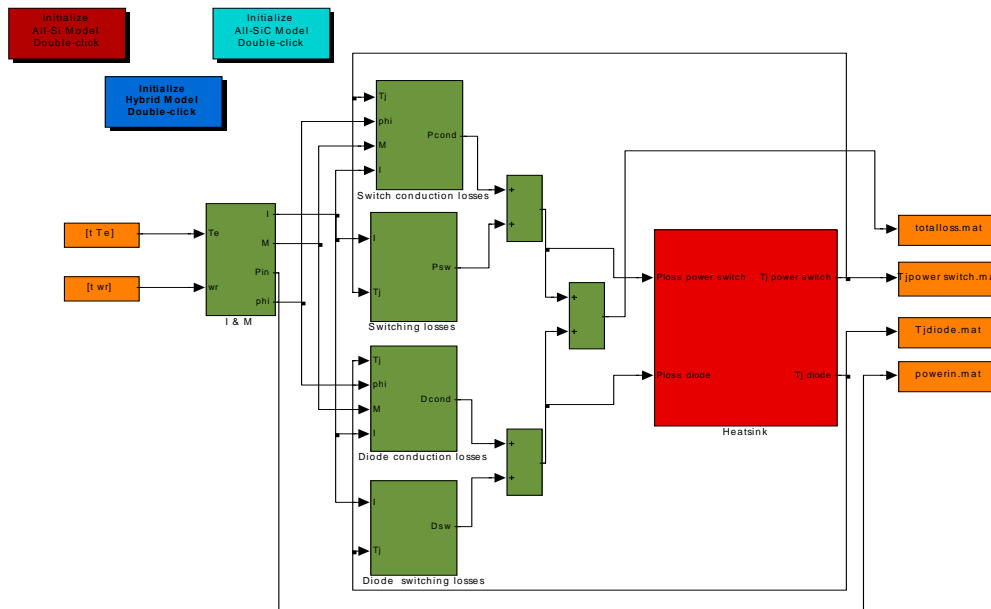 Initialize
All-Si Model
Double-click
Initialize
All-SiC Model
Double-click
Initialize
Hybrid Model
Double-click
Tj
phi
M
I
Pcond
Switch conduction losses
[t Te]
[t wr]
Te
wr
I
M
Pin
phi
I & M
I
Tj
Psw
Switching losses
Tj
phi
M
I
Dcond
Diode conduction losses
I
Tj
Dsw
Diode switching losses
+
+
+
+
+
+
Ploss power switch
Ploss diode
Tj power switch
Tj diode
Heatsink
totalloss.mat
Tjpower switch.ma
Tjdiode.mat
powerin.mat